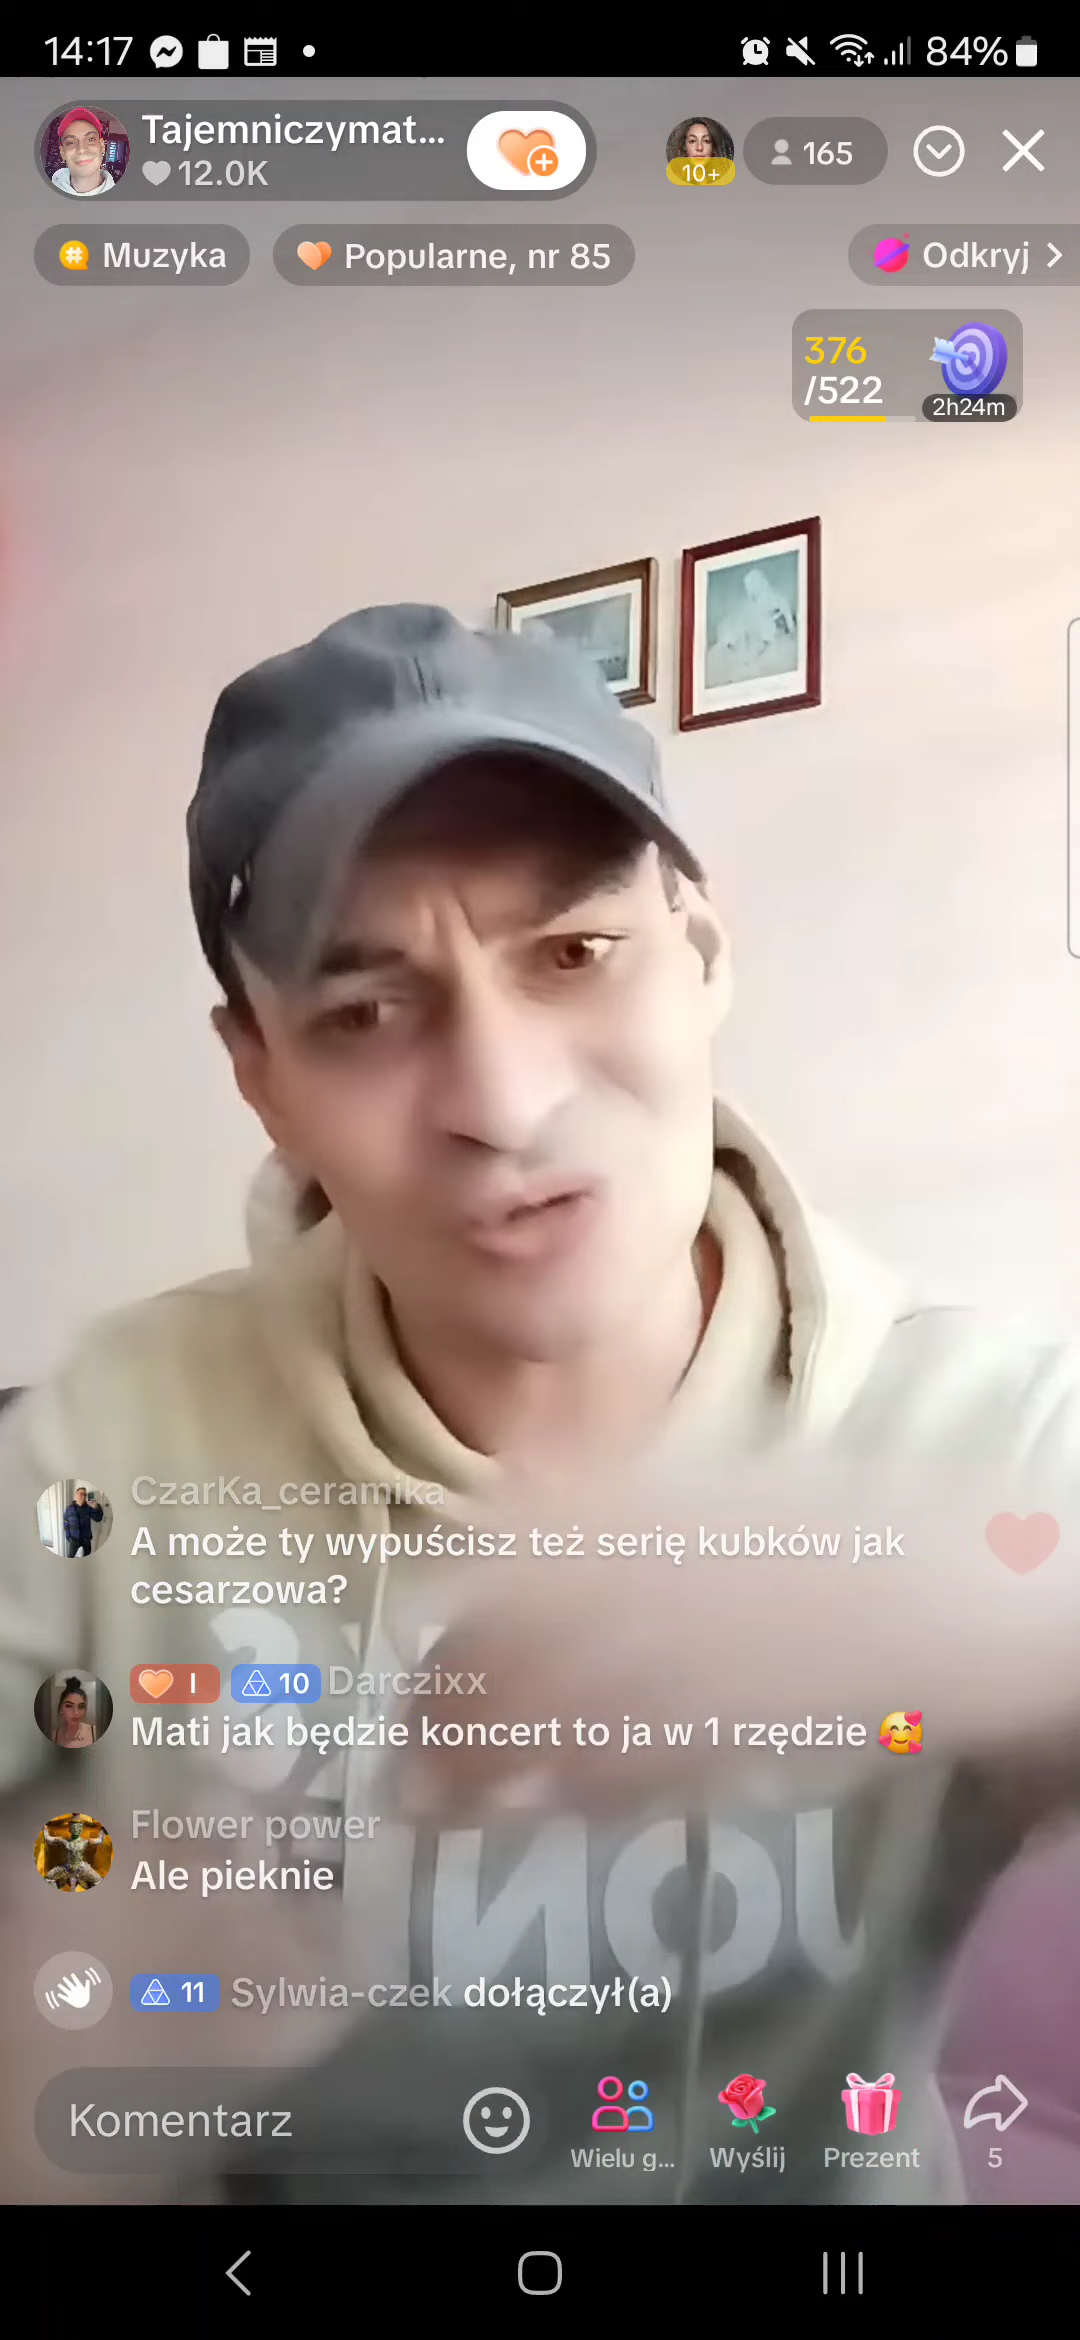 14:17
84%
Tajemniczymat...
12.0K
10+
165
Muzyka
Popularne, nr 85
Odkryj
376
/522
2h24m
CzarKa_ceramika
A może ty wypuścisz też serię kubków jak
cesarzowa?
I 10 Darczixx
Mati jak będzie koncert to ja w 1 rzędzie 🥰
Flower power
Ale pieknie
11 Sylwia-czek dołączył(a)
Komentarz
Wielu g...
Wyślij
Prezent
5